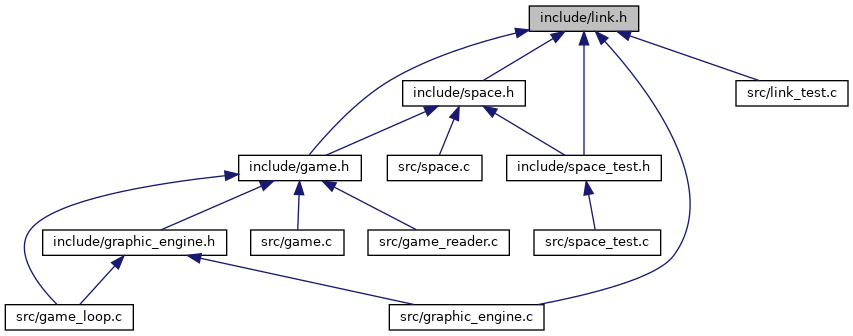 include/link.h
include/space.h
src/link_test.c
include/game.h
src/space.c
include/space_test.h
include/graphic_engine.h
src/game.c
src/game_reader.c
src/space_test.c
src/game_loop.c
src/graphic_engine.c